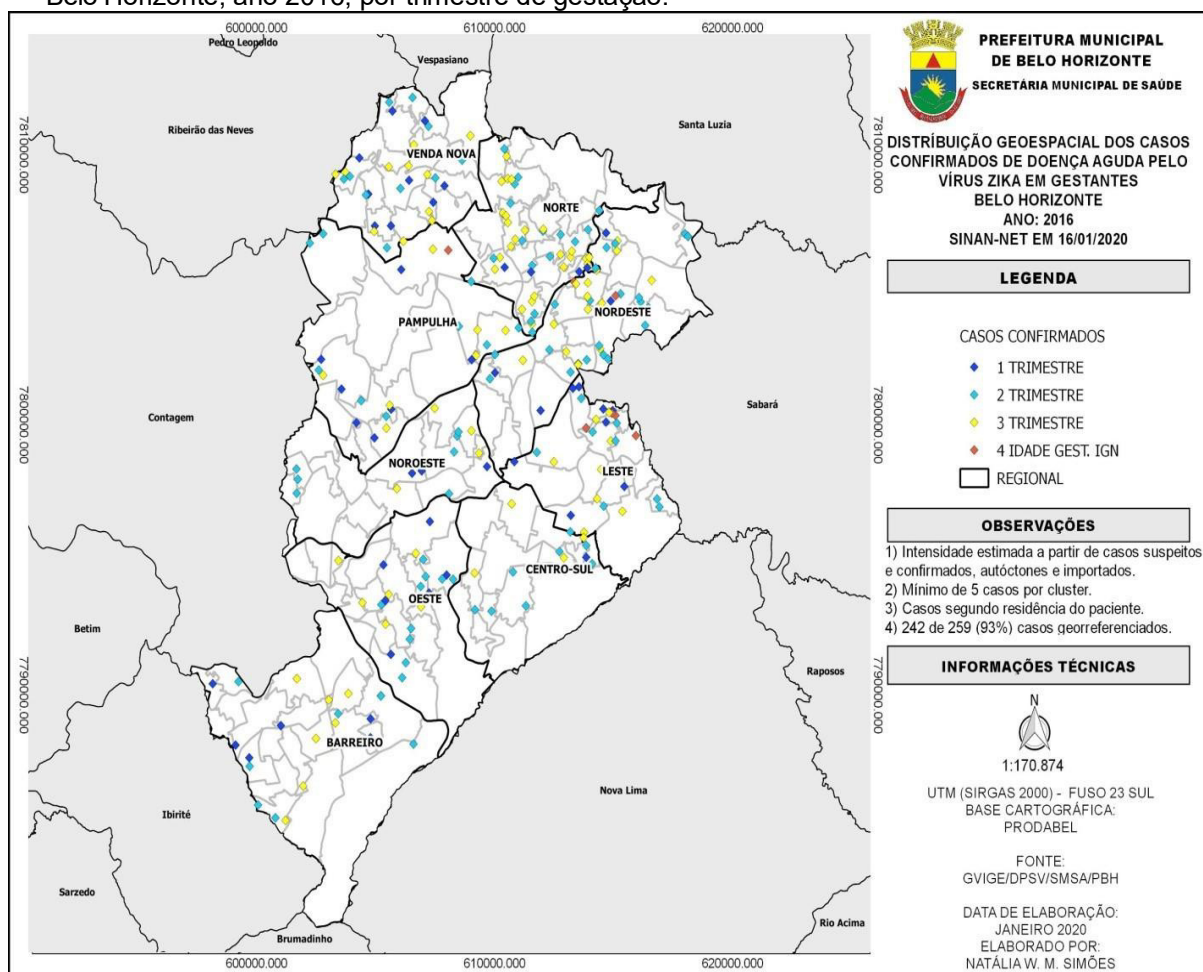 Belo Horizonte, ano 2016, por trimestre de gestação.
600000.000
610000.000
620000.000
Pedro Leopoldo
Vespasiano
Ribeirão das Neves
Santa Luzia
7810000.000
7810000.000
VENDA NOVA
NORTE
PAMPULHA
NORDESTE
Contagem
7800000.000
7800000.000
Sabará
NOROESTE
LESTE
CENTRO-SUL
OESTE
Betim
7790000.000
7790000.000
Raposos
BARREIRO
Ibirité
Nova Lima
Sarzedo
Rio Acima
Brumadinho
600000.000
610000.000
620000.000
PREFEITURA MUNICIPAL
DE BELO HORIZONTE
SECRETÁRIA MUNICIPAL DE SAÚDE
DISTRÍBUIÇÃO GEOESPACIAL DOS CASOS
CONFIRMADOS DE DOENÇA AGUDA PELO
VÍRUS ZIKA EM GESTANTES
BELO HORIZONTE
ANO: 2016
SINAN-NET EM 16/01/2020
LEGENDA
CASOS CONFIRMADOS
1 TRIMESTRE
2 TRIMESTRE
3 TRIMESTRE
4 IDADE GEST. IGN
REGIONAL
OBSERVAÇÕES
1) Intensidade estimada a partir de casos suspeitos
e confirmados, autóctones e importados.
2) Mínimo de 5 casos por cluster.
3) Casos segundo residência do paciente.
4) 242 de 259 (93%) casos georreferenciados.
INFORMAÇÕES TÉCNICAS
N
1:170.874
UTM (SIRGAS 2000) - FUSO 23 SUL
BASE CARTOGRÁFICA:
PRODABEL
FONTE:
GVIGE/DPSV/SMSA/PBH
DATA DE ELABORAÇÃO:
JANEIRO 2020
ELABORADO POR:
NATÁLIA W. M. SIMÕES